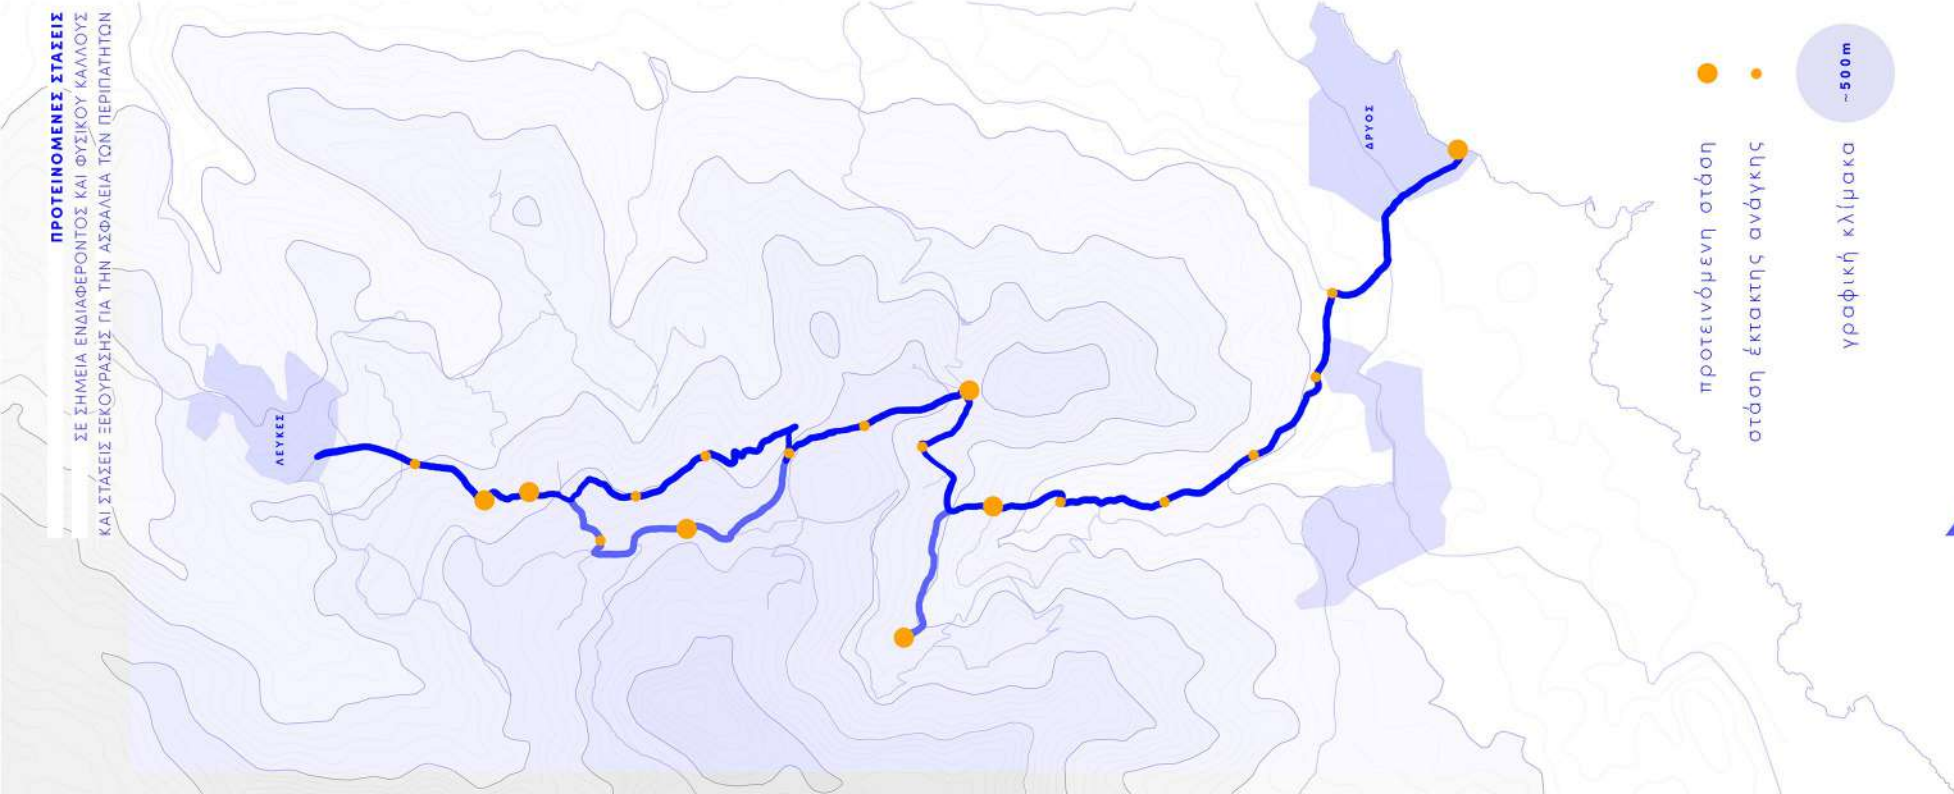 ΠΡΟΤΕΙΝΟΜΕΝΕΣ ΣΤΑΣΕΙΣ
ΣΕ ΣΗΜΕΙΑ ΕΝΔΙΑΦΕΡΟΝΤΟΣ ΚΑΙ ΦΥΣΙΚΟΥ ΚΑΛΛΟΥΣ
ΚΑΙ ΣΤΑΣΕΙΣ ΞΕΚΟΥΡΑΣΗΣ ΓΙΑ ΤΗΝ ΑΣΦΑΛΕΙΑ ΤΩΝ ΠΕΡΙΠΑΤΗΤΩΝ
ΛΕΥΚΕΣ
ΔΡΥΟΣ
προτεινόμενη στάση
στάση έκτακτης ανάγκης
~500m
γραφική κλίμακα